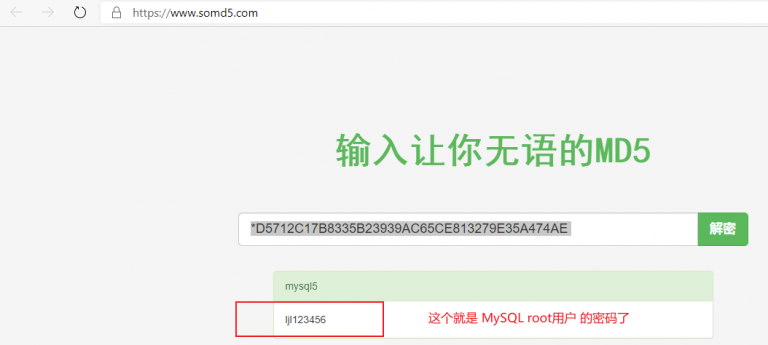 https://www.somd5.com
输入让你无语的MD5
*D5712C17B8335B23939AC65CE813279E35A474AE
解密
mysql5
ljl123456
这个就是 MySQL root用户 的密码了